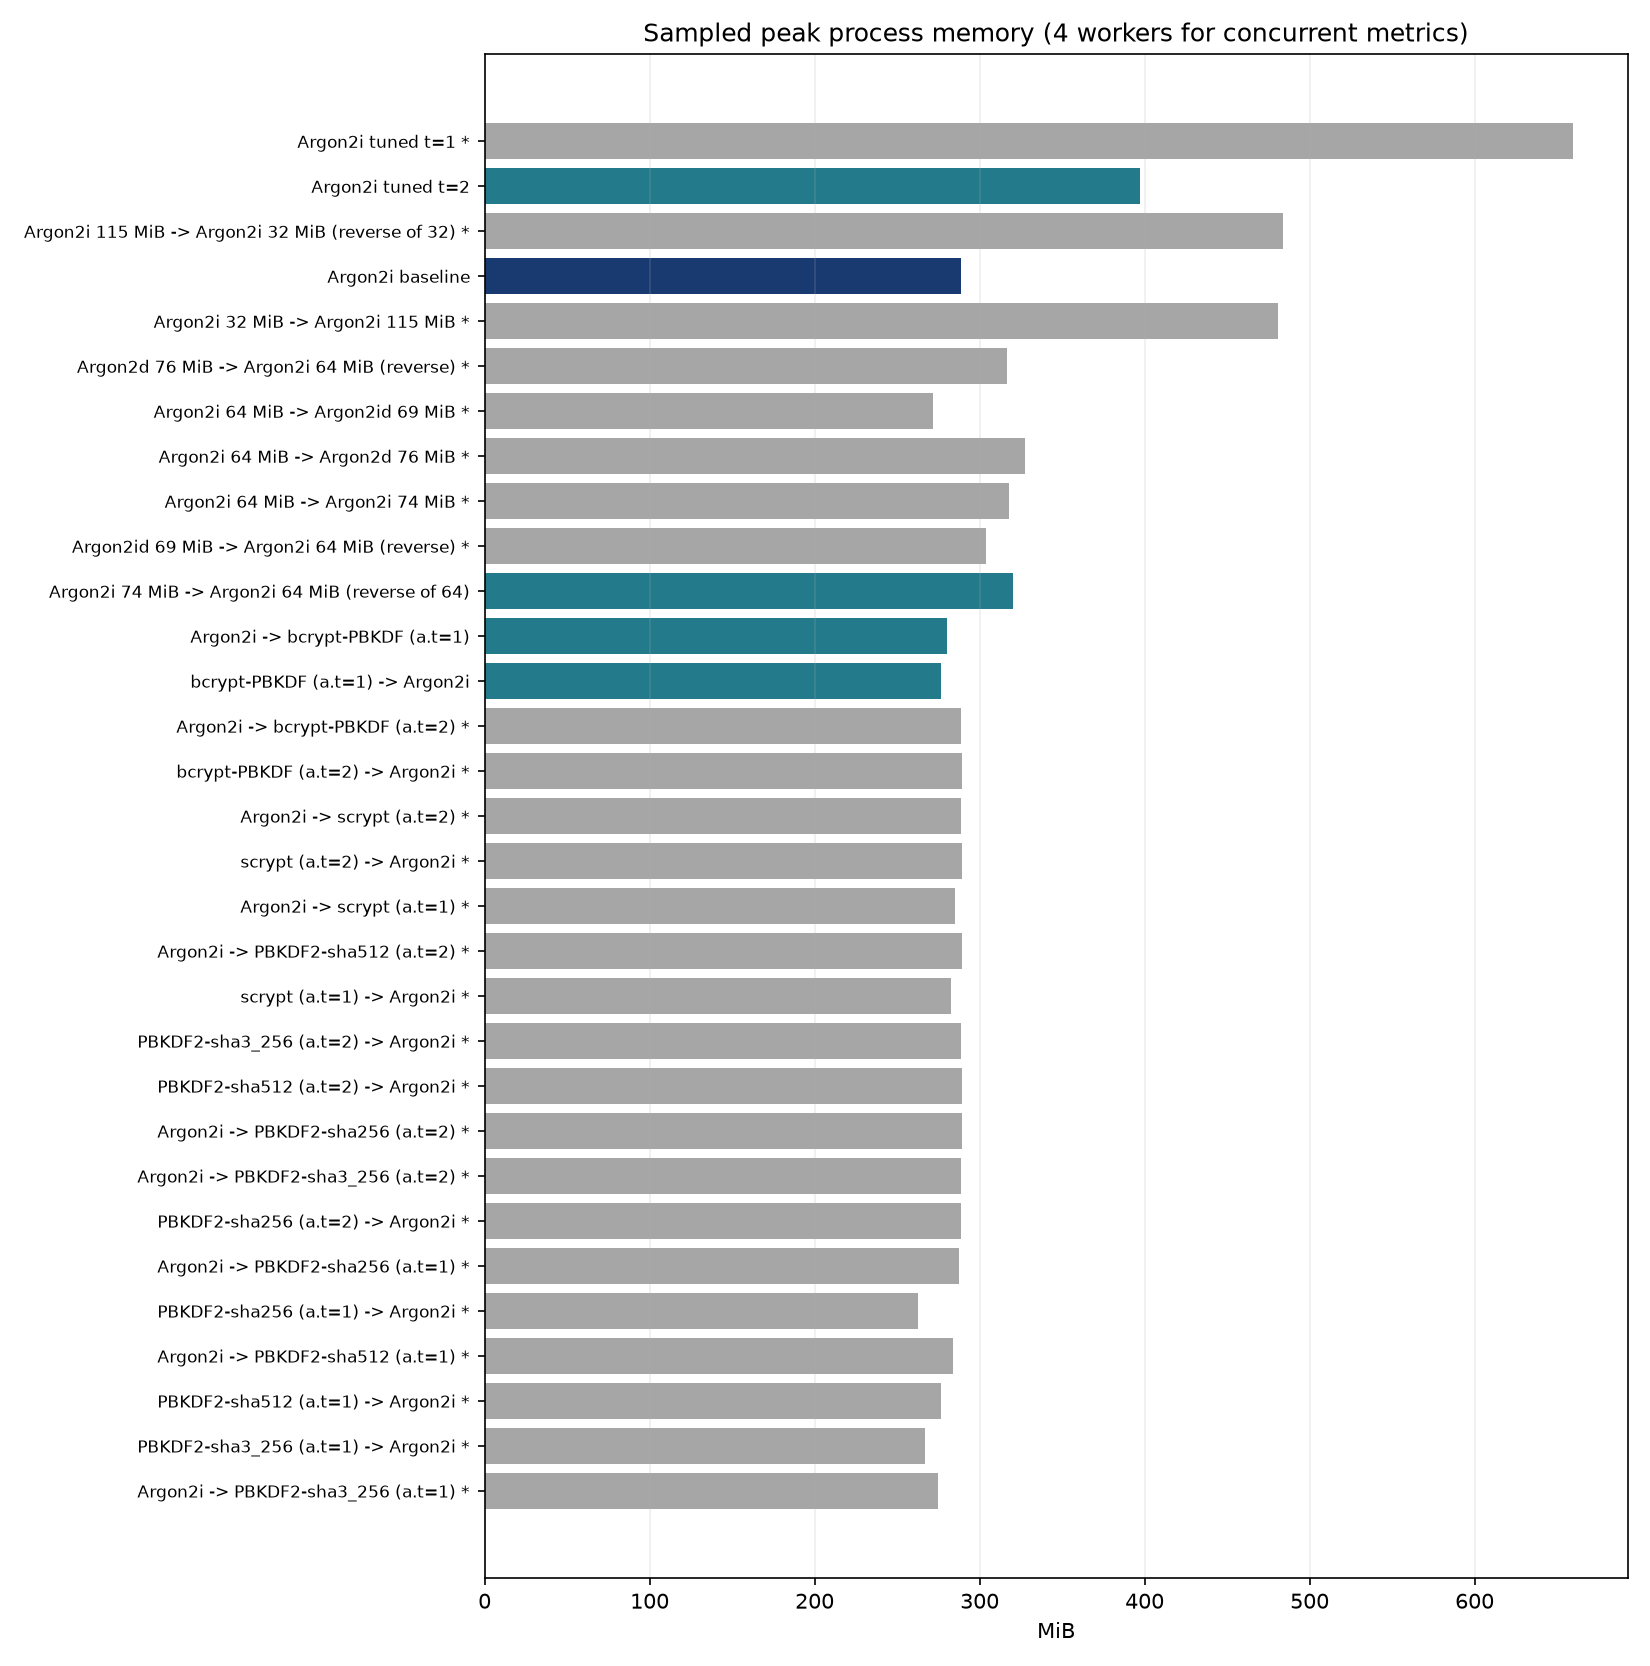 Sampled peak process memory (4 workers for concurrent metrics)
Argon2i tuned t=1 *
Argon2i tuned t=2
Argon2i 115 MiB -> Argon2i 32 MiB (reverse of 32) *
Argon2i baseline
Argon2i 32 MiB -> Argon2i 115 MiB *
Argon2d 76 MiB -> Argon2i 64 MiB (reverse) *
Argon2i 64 MiB -> Argon2id 69 MiB *
Argon2i 64 MiB -> Argon2d 76 MiB *
Argon2i 64 MiB -> Argon2i 74 MiB *
Argon2id 69 MiB -> Argon2i 64 MiB (reverse) *
Argon2i 74 MiB -> Argon2i 64 MiB (reverse of 64)
Argon2i -> bcrypt-PBKDF (a.t=1)
bcrypt-PBKDF (a.t=1) -> Argon2i
Argon2i -> bcrypt-PBKDF (a.t=2) *
bcrypt-PBKDF (a.t=2) -> Argon2i *
Argon2i -> scrypt (a.t=2) *
scrypt (a.t=2) -> Argon2i *
Argon2i -> scrypt (a.t=1) *
Argon2i -> PBKDF2-sha512 (a.t=2) *
scrypt (a.t=1) -> Argon2i *
PBKDF2-sha3_256 (a.t=2) -> Argon2i *
PBKDF2-sha512 (a.t=2) -> Argon2i *
Argon2i -> PBKDF2-sha256 (a.t=2) *
Argon2i -> PBKDF2-sha3_256 (a.t=2) *
PBKDF2-sha256 (a.t=2) -> Argon2i *
Argon2i -> PBKDF2-sha256 (a.t=1) *
PBKDF2-sha256 (a.t=1) -> Argon2i *
Argon2i -> PBKDF2-sha512 (a.t=1) *
PBKDF2-sha512 (a.t=1) -> Argon2i *
PBKDF2-sha3_256 (a.t=1) -> Argon2i *
Argon2i -> PBKDF2-sha3_256 (a.t=1) *
0 100 200 300 400 500 600
MiB